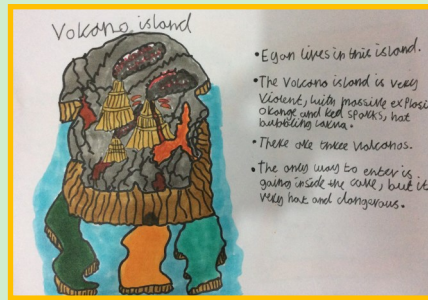 Volcano island
• Egon lives in this island.
• The Volcano island is very
violent, with massive explosi
orange and red sparks, hot
bubbling larva.
• There are three volcanos.
• The only way to enter is
going inside the cave, but it
very hot and dangerous.